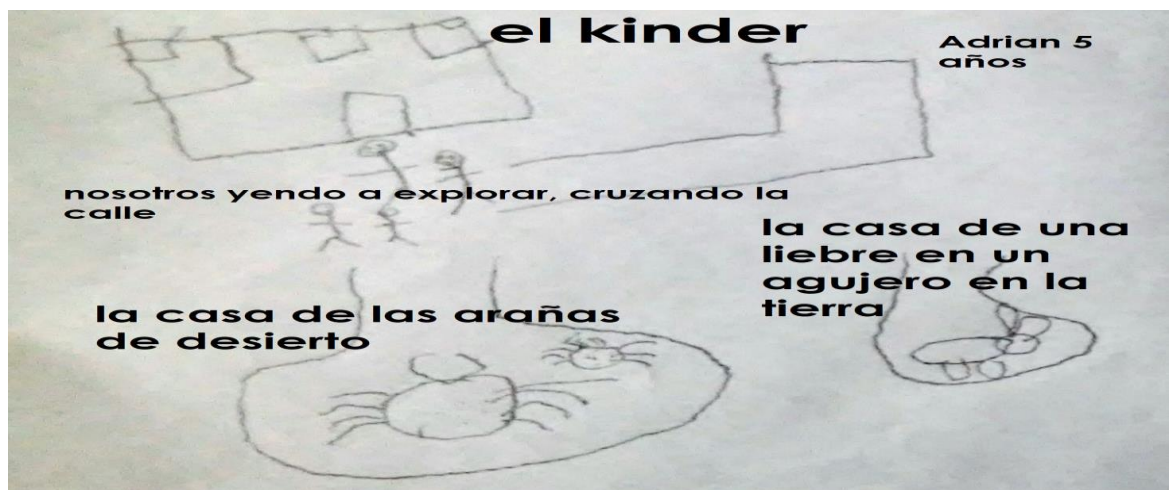 el kinder
Adrian 5
años
nosotros yendo a explorar, cruzando la
calle
la casa de una
liebre en un
agujero en la
tierra
la casa de las arañas
de desierto